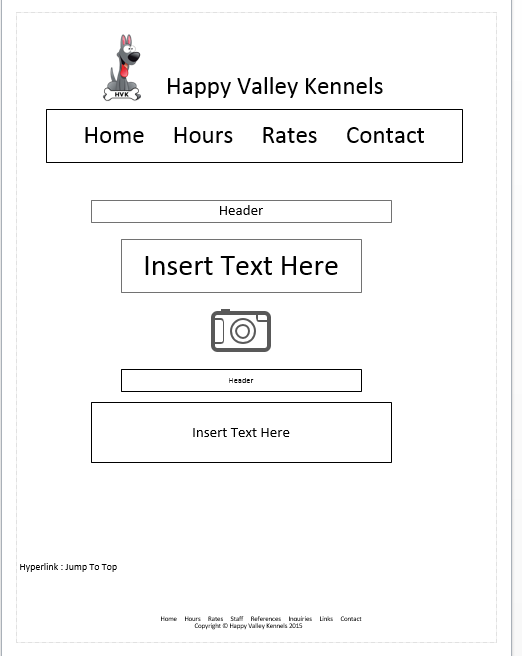 HVK
Happy Valley Kennels
Home Hours Rates Contact
Header
Insert Text Here
Header
Insert Text Here
Hyperlink : Jump To Top
Home Hours Rates Staff References Inquiries Links Contact
Copyright © Happy Valley Kennels 2015